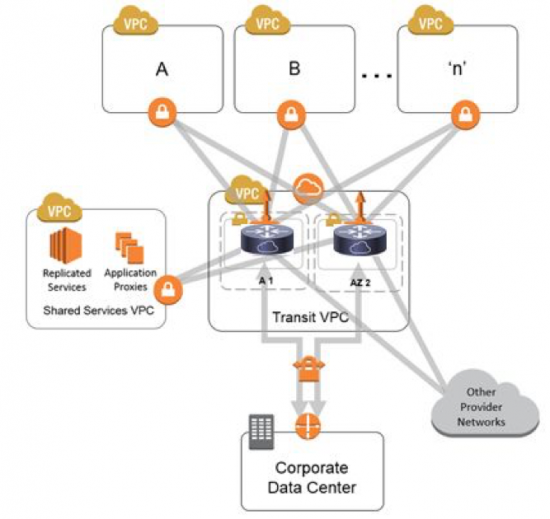 VPC
VPC
VPC
A
B
...
'n'
VPC
VPC
Replicated
Services
Application
Proxies
Shared Services VPC
A 1
AZ 2
Transit VPC
Other
Provider
Networks
Corporate
Data Center